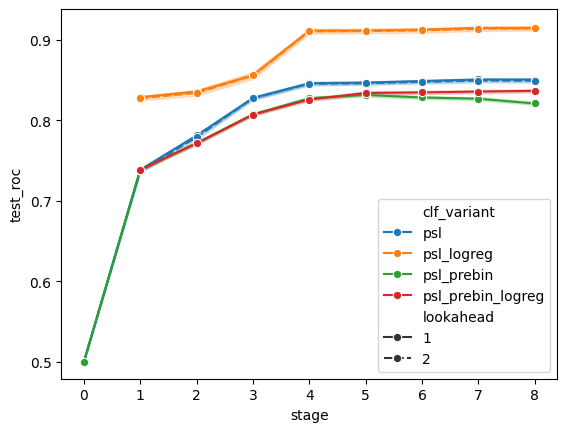 test_roc
0.9
0.8
0.7
0.6
0.5
clf_variant
psl
psl_logreg
psl_prebin
psl_prebin_logreg
lookahead
1
2
0 1 2 3 4 5 6 7 8
stage